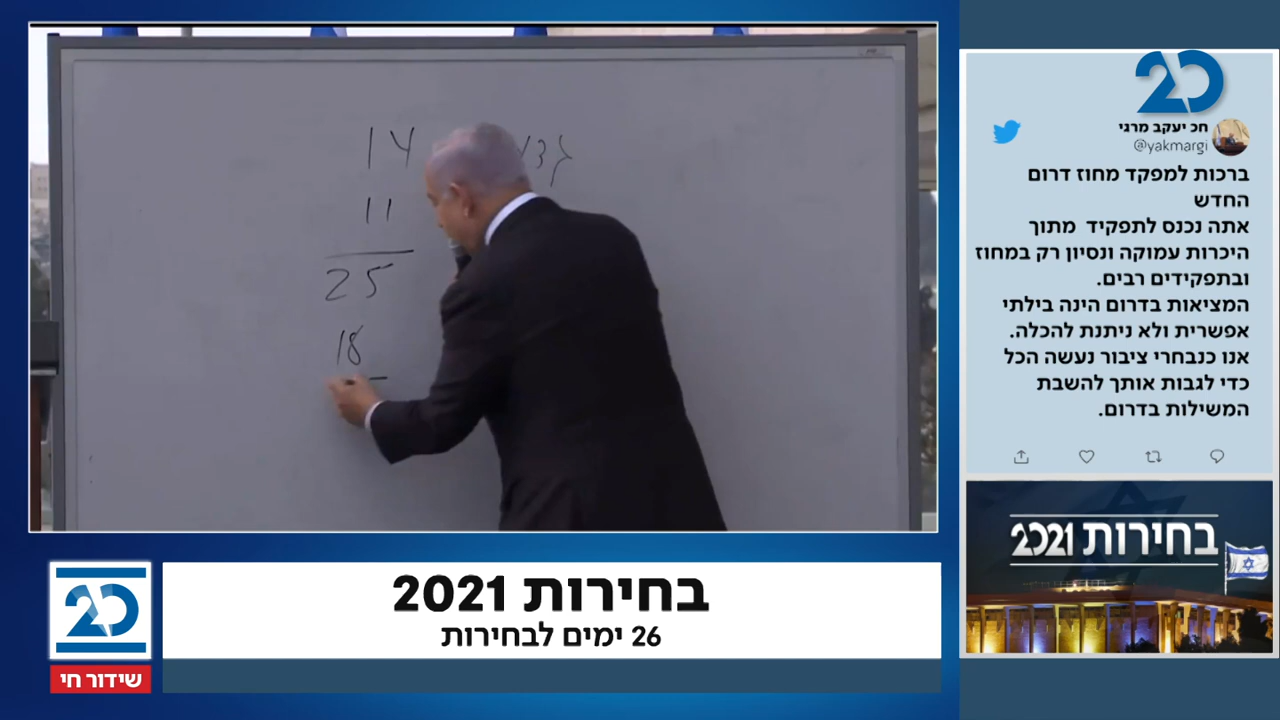 14
11
25
18
20
חכ יעקב מרגי
@yakmargi
ברכות למפקד מחוז דרום
החדש
אתה נכנס לתפקיד מתוך
היכרות עמוקה ונסיון רק במחוז
ובתפקידים רבים.
המציאות בדרום הינה בילתי
אפשרית ולא ניתנת להכלה.
אנו כנבחרי ציבור נעשה הכל
כדי לגבות אותך להשבת
המשילות בדרום.
בחירות 2021
בחירות 2021
26 ימים לבחירות
20
שידור חי